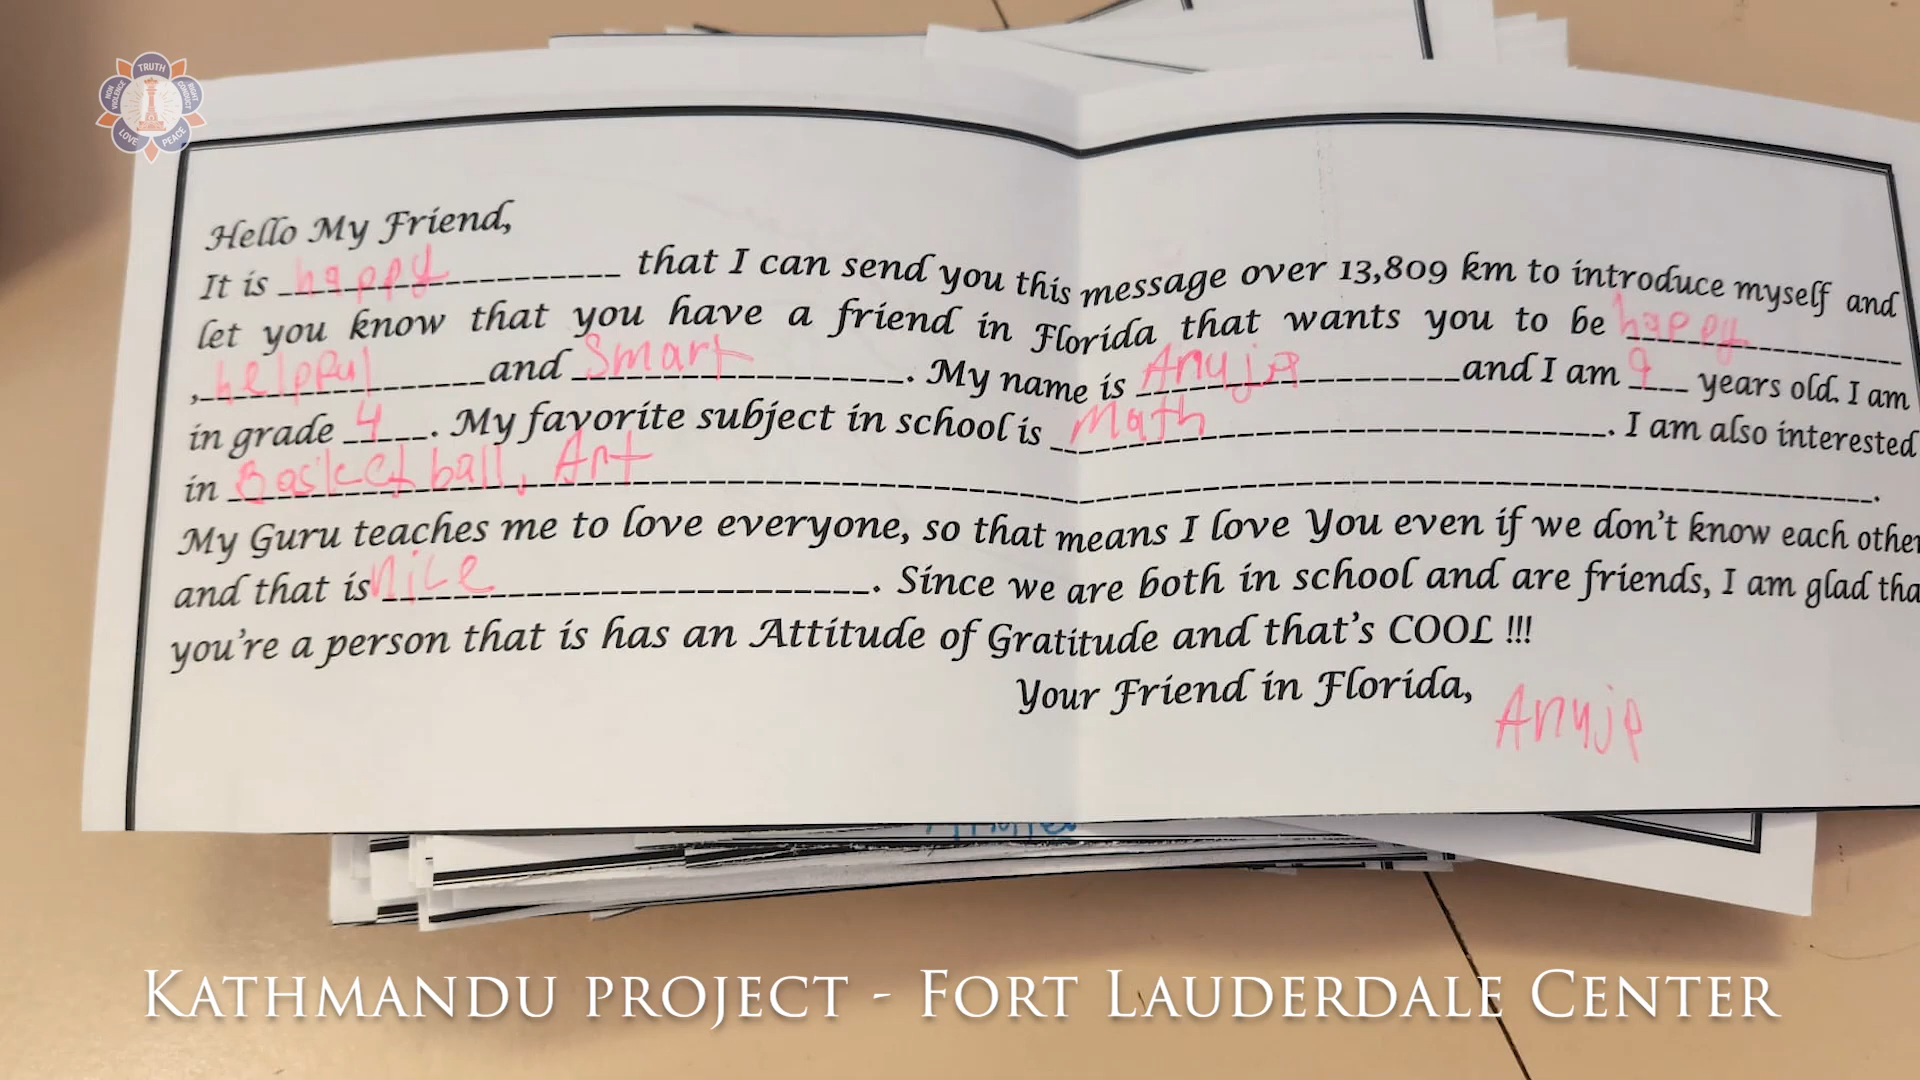 TRUTH
NON VIOLENCE
RIGHT CONDUCT
LOVE
PEACE
Hello My Friend,
It is happy that I can send you this message over 13,809 km to introduce myself and
let you know that you have a friend in Florida that wants you to be happy
, helpful and Smart. My name is Anuja and I am 9 years old. I am
in grade 4. My favorite subject in school is Math. I am also interested
in Basketball, Art.
My Guru teaches me to love everyone, so that means I love You even if we don't know each other
and that is nice. Since we are both in school and are friends, I am glad tha
you're a person that is has an Attitude of Gratitude and that's COOL !!!
Your Friend in Florida,
Anuja
KATHMANDU PROJECT - FORT LAUDERDALE CENTER